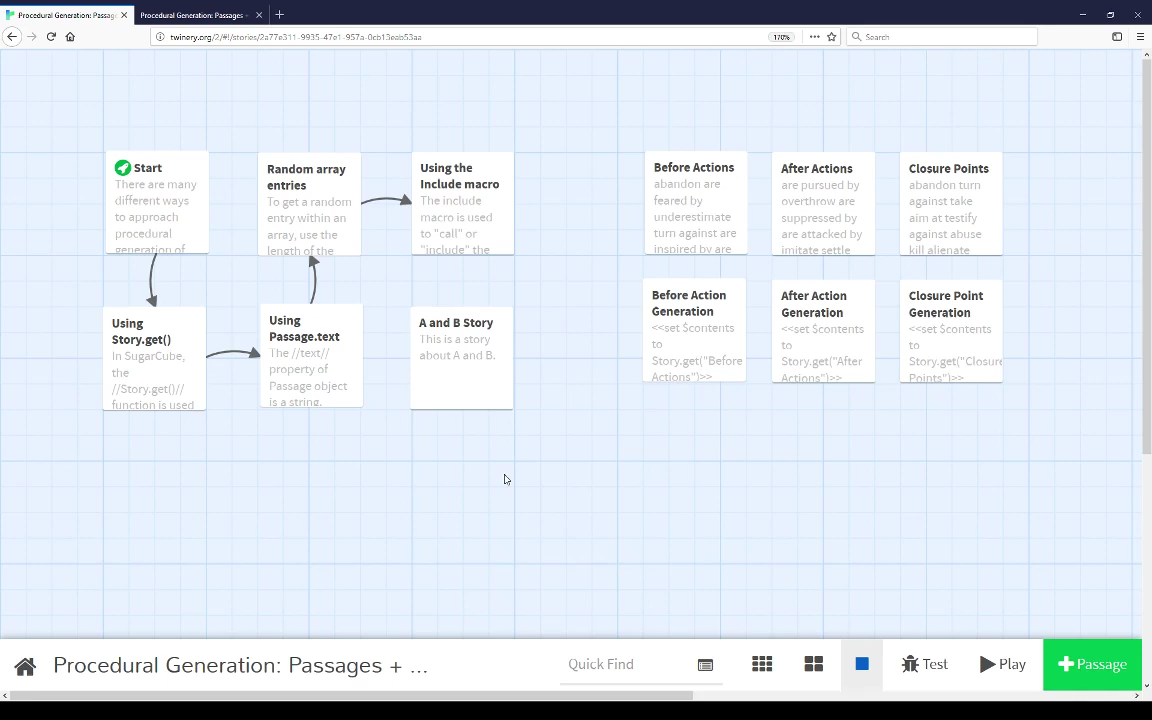 Procedural Generation: Passag
Procedural Generation: Passages +
twinery.org/2/#!/stories/2a77e311-9935-47e1-957a-0cb13eab53aa
170%
Search
Start
There are many
different ways
to approach
procedural
generation of
Random array
entries
To get a random
entry within an
array, use the
length of the
Using the
Include macro
The include
macro is used
to "call" or
"include" the
Before Actions
abandon are
feared by
underestimate
turn against are
inspired by are
After Actions
are pursued by
overthrow are
suppressed by
are attacked by
imitate settle
Closure Points
abandon turn
against take
aim at testify
against abuse
kill alienate
Using
Story.get()
In SugarCube,
the
//Story.get()//
function is used
Using
Passage.text
The //text//
property of
Passage object
is a string.
A and B Story
This is a story
about A and B.
Before Action
Generation
<<set $contents
to
Story.get("Before
Actions")>>
After Action
Generation
<<set $contents
to
Story.get("After
Actions")>>
Closure Point
Generation
<<set $contents
to
Story.get("Closure
Points")>>
Procedural Generation: Passages + ...
Quick Find
Test
Play
Passage